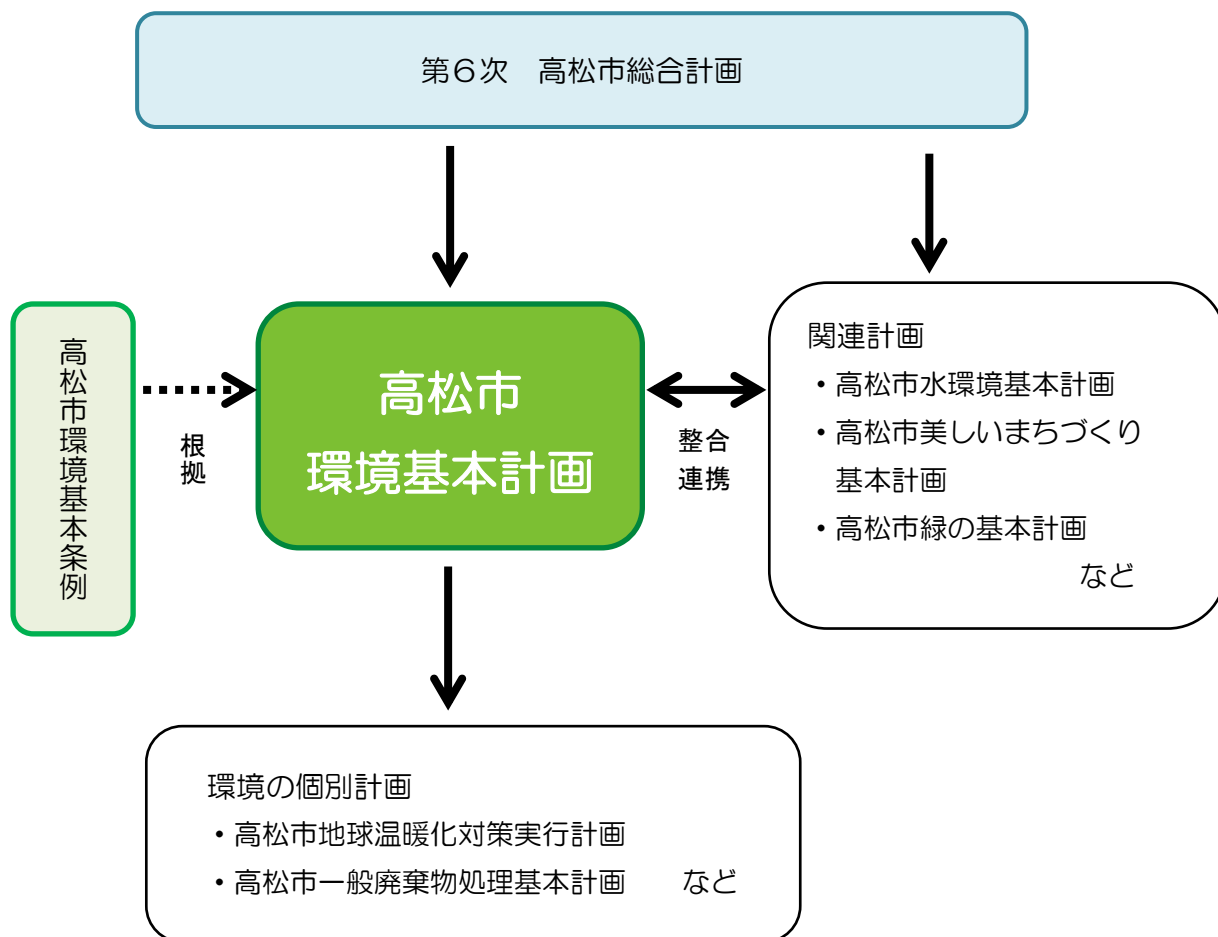 第６次　高松市総合計画
高松市環境基本条例
根拠
高松市
環境基本計画
整合
連携
関連計画
・高松市水環境基本計画
・高松市美しいまちづくり
基本計画
・高松市緑の基本計画
など
環境の個別計画
・高松市地球温暖化対策実行計画
・高松市一般廃棄物処理基本計画　　など